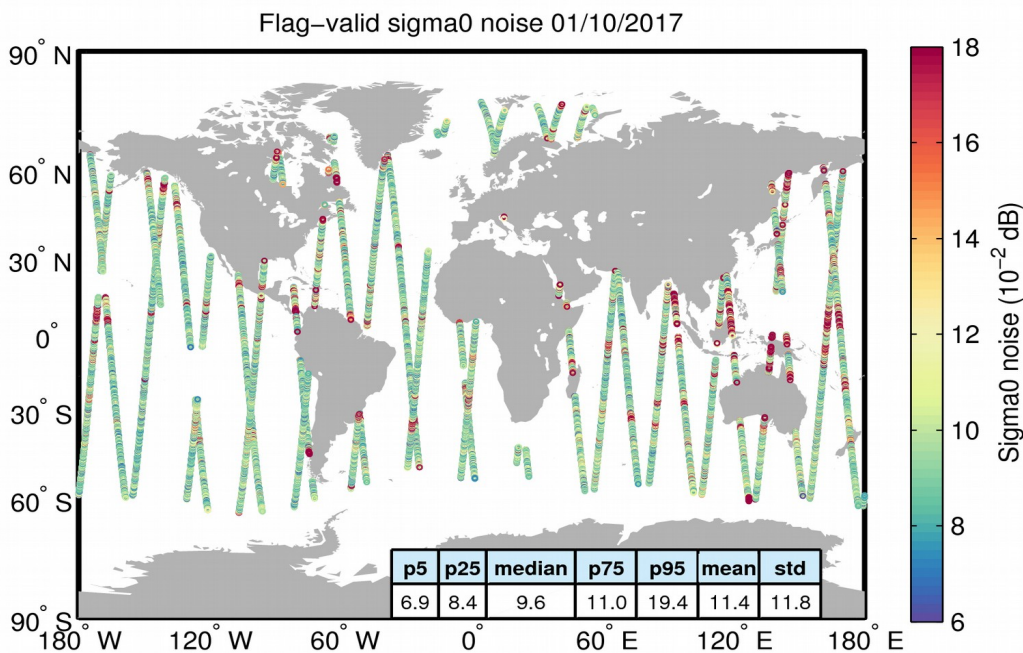 Flag−valid sigma0 noise 01/10/2017
90° N
60° N
30° N
0°
30° S
60° S
90° S
180° W
120° W
60° W
0°
60° E
120° E
180° E
p5 p25 median p75 p95 mean std
6.9 8.4 9.6 11.0 19.4 11.4 11.8
18
16
14
12
10
8
6
Sigma0 noise (10⁻² dB)